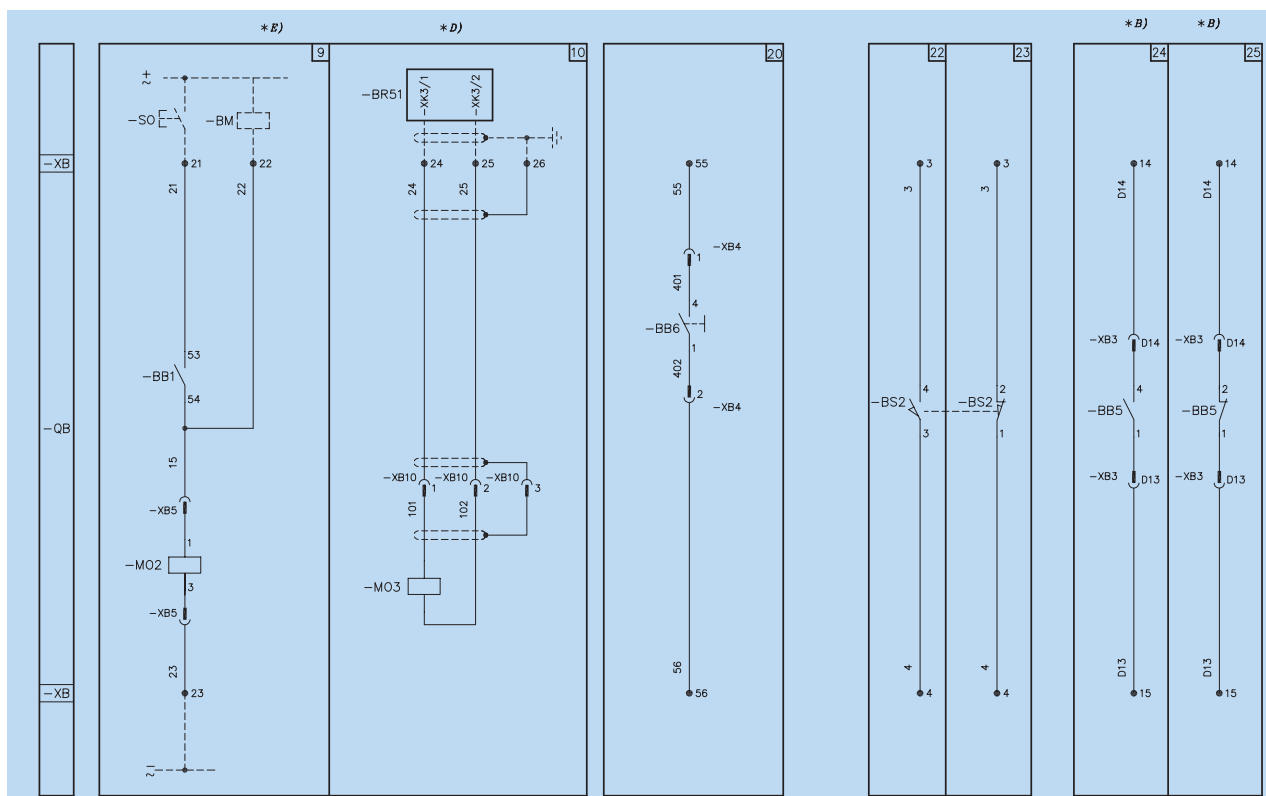 *E)
*D)
*B)
*B)
9
10
20
22
23
24
25
+
~
-SO
-BM
-BR51
-XK3/1
-XK3/2
-XB
21
22
24
25
26
55
3
3
14
14
21
22
24
25
55
3
3
D14
D14
-XB4
1
401
4
-BB6
1
402
2
-XB4
-XB3
D14
-XB3
D14
53
-BB1
54
4
-BS2
3
2
-BS2
1
4
-BB5
1
2
-BB5
1
-QB
15
-XB10
1
-XB10
2
-XB10
3
-XB3
D13
-XB3
D13
-XB5
101
102
1
-MO2
3
-MO3
-XB5
23
56
4
4
D13
D13
-XB
23
56
4
4
15
15
~
-